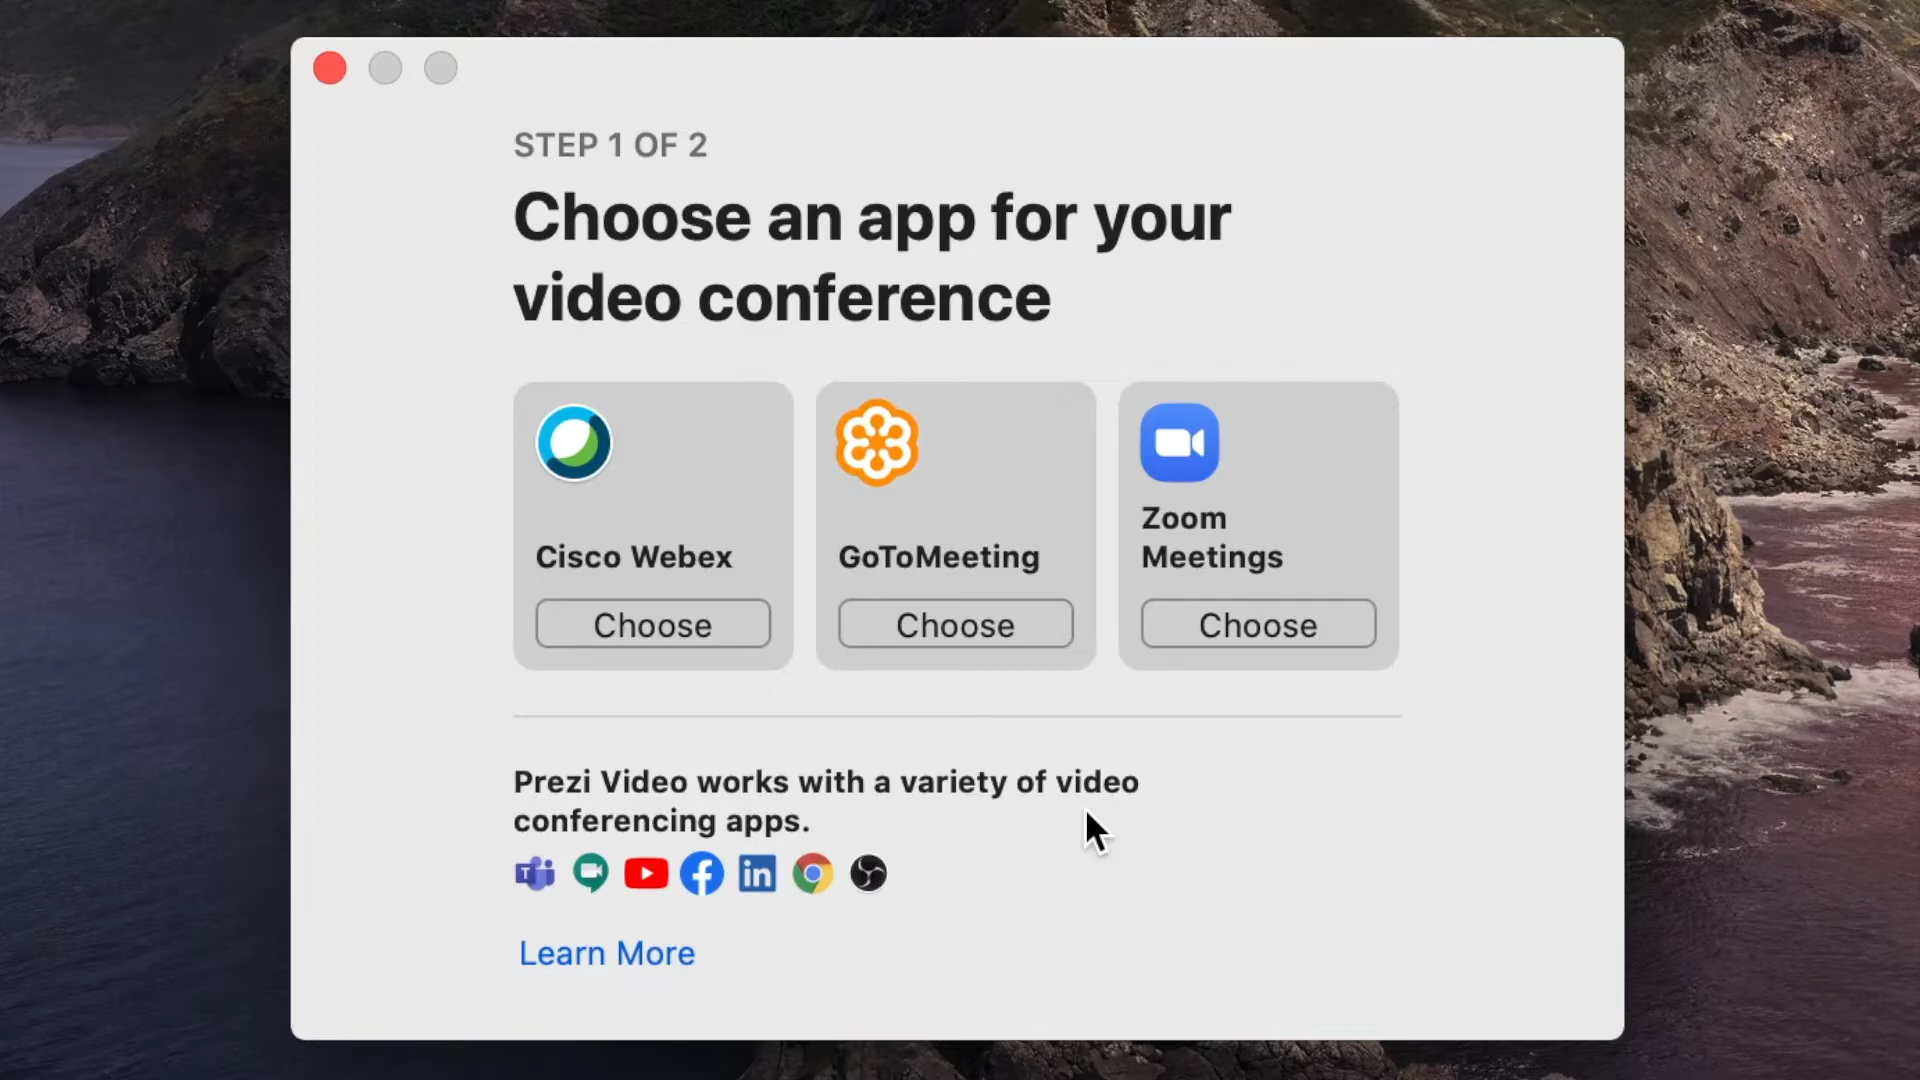 STEP 1 OF 2
Choose an app for your
video conference
Cisco Webex
GoToMeeting
Zoom
Meetings
Choose
Choose
Choose
Prezi Video works with a variety of video
conferencing apps.
T
in
Learn More